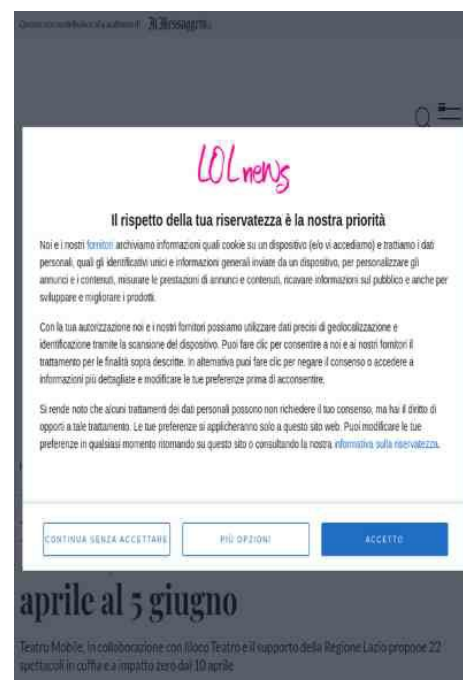 Il Messaggero
LOLnews
Il rispetto della tua riservatezza è la nostra priorità
Noi e i nostri fornitori archiviamo informazioni quali cookie su un dispositivo (e/o vi accediamo) e trattiamo i dati
personali, quali gli identificativi unici e informazioni generali inviate da un dispositivo, per personalizzare gli
annunci e i contenuti, misurare le prestazioni di annunci e contenuti, ricavare informazioni sul pubblico e anche per
sviluppare e migliorare i prodotti.
Con la tua autorizzazione noi e i nostri fornitori possiamo utilizzare dati precisi di geolocalizzazione e
identificazione tramite la scansione del dispositivo. Puoi fare clic per consentire a noi e ai nostri fornitori il
trattamento per le finalità sopra descritte. In alternativa puoi fare clic per negare il consenso o accedere a
informazioni più dettagliate e modificare le tue preferenze prima di acconsentire.
Si rende noto che alcuni trattamenti dei dati personali possono non richiedere il tuo consenso, ma hai il diritto di
opporti a tale trattamento. Le tue preferenze si applicheranno solo a questo sito web. Puoi modificare le tue
preferenze in qualsiasi momento ritornando su questo sito o consultando la nostra informativa sulla riservatezza.
CONTINUA SENZA ACCETTARE PIÙ OPZIONI ACCETTO
aprile al 5 giugno
Teatro Mobile, in collaborazione con Illoco Teatro e il supporto della Regione Lazio propone 22
spettacoli in cuffia e a impatto zero dal 10 aprile